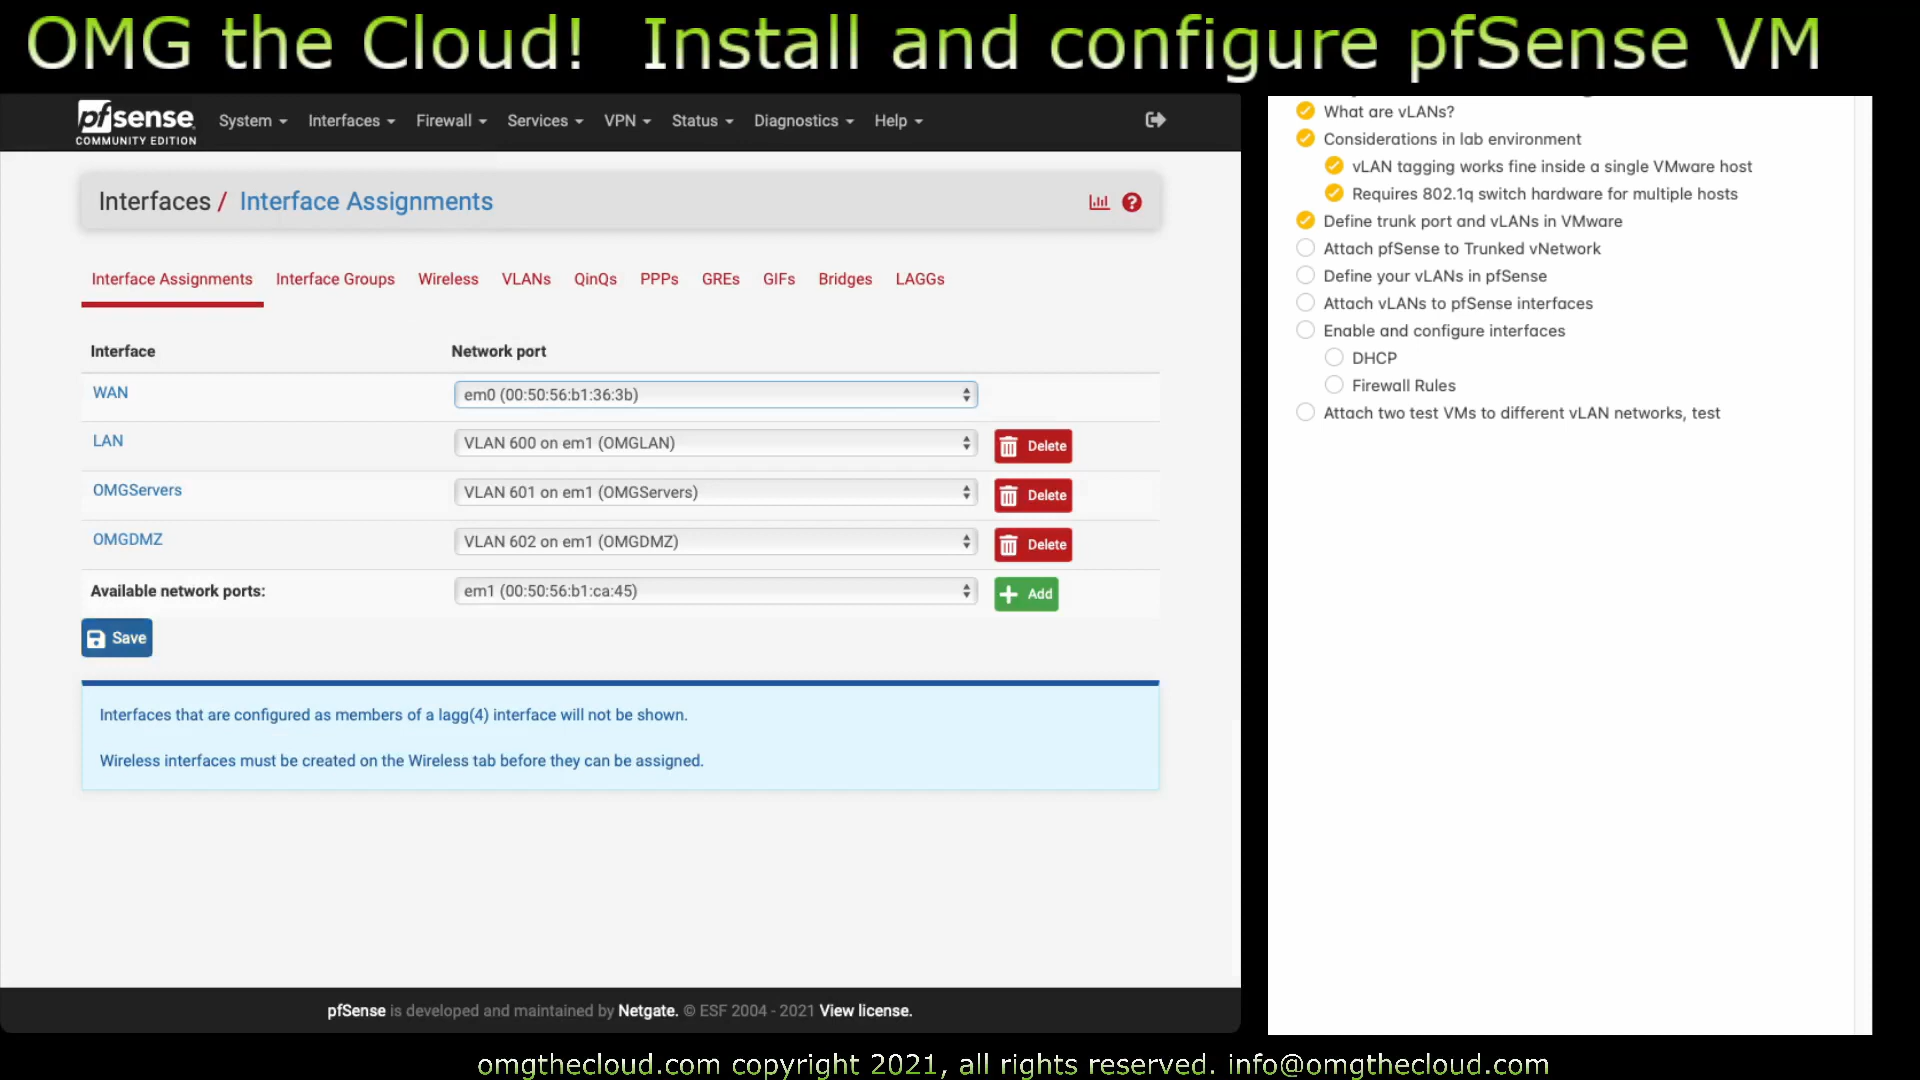 OMG the Cloud! Install and configure pfSense VM
pfsense
COMMUNITY EDITION
System Interfaces Firewall Services VPN Status Diagnostics Help
Interfaces / Interface Assignments
Interface Assignments Interface Groups Wireless VLANs QinQs PPPs GREs GIFs Bridges LAGGs
Interface Network port
WAN em0 (00:50:56:b1:36:3b)
LAN VLAN 600 on em1 (OMGLAN) Delete
OMGServers VLAN 601 on em1 (OMGServers) Delete
OMGDMZ VLAN 602 on em1 (OMGDMZ) Delete
Available network ports: em1 (00:50:56:b1:ca:45) Add
Save
Interfaces that are configured as members of a lagg(4) interface will not be shown.
Wireless interfaces must be created on the Wireless tab before they can be assigned.
pfSense is developed and maintained by Netgate. © ESF 2004 - 2021 View license.
What are vLANs?
Considerations in lab environment
vLAN tagging works fine inside a single VMware host
Requires 802.1q switch hardware for multiple hosts
Define trunk port and vLANs in VMware
Attach pfSense to Trunked vNetwork
Define your vLANs in pfSense
Attach vLANs to pfSense interfaces
Enable and configure interfaces
DHCP
Firewall Rules
Attach two test VMs to different vLAN networks, test
omgthecloud.com copyright 2021, all rights reserved. info@omgthecloud.com